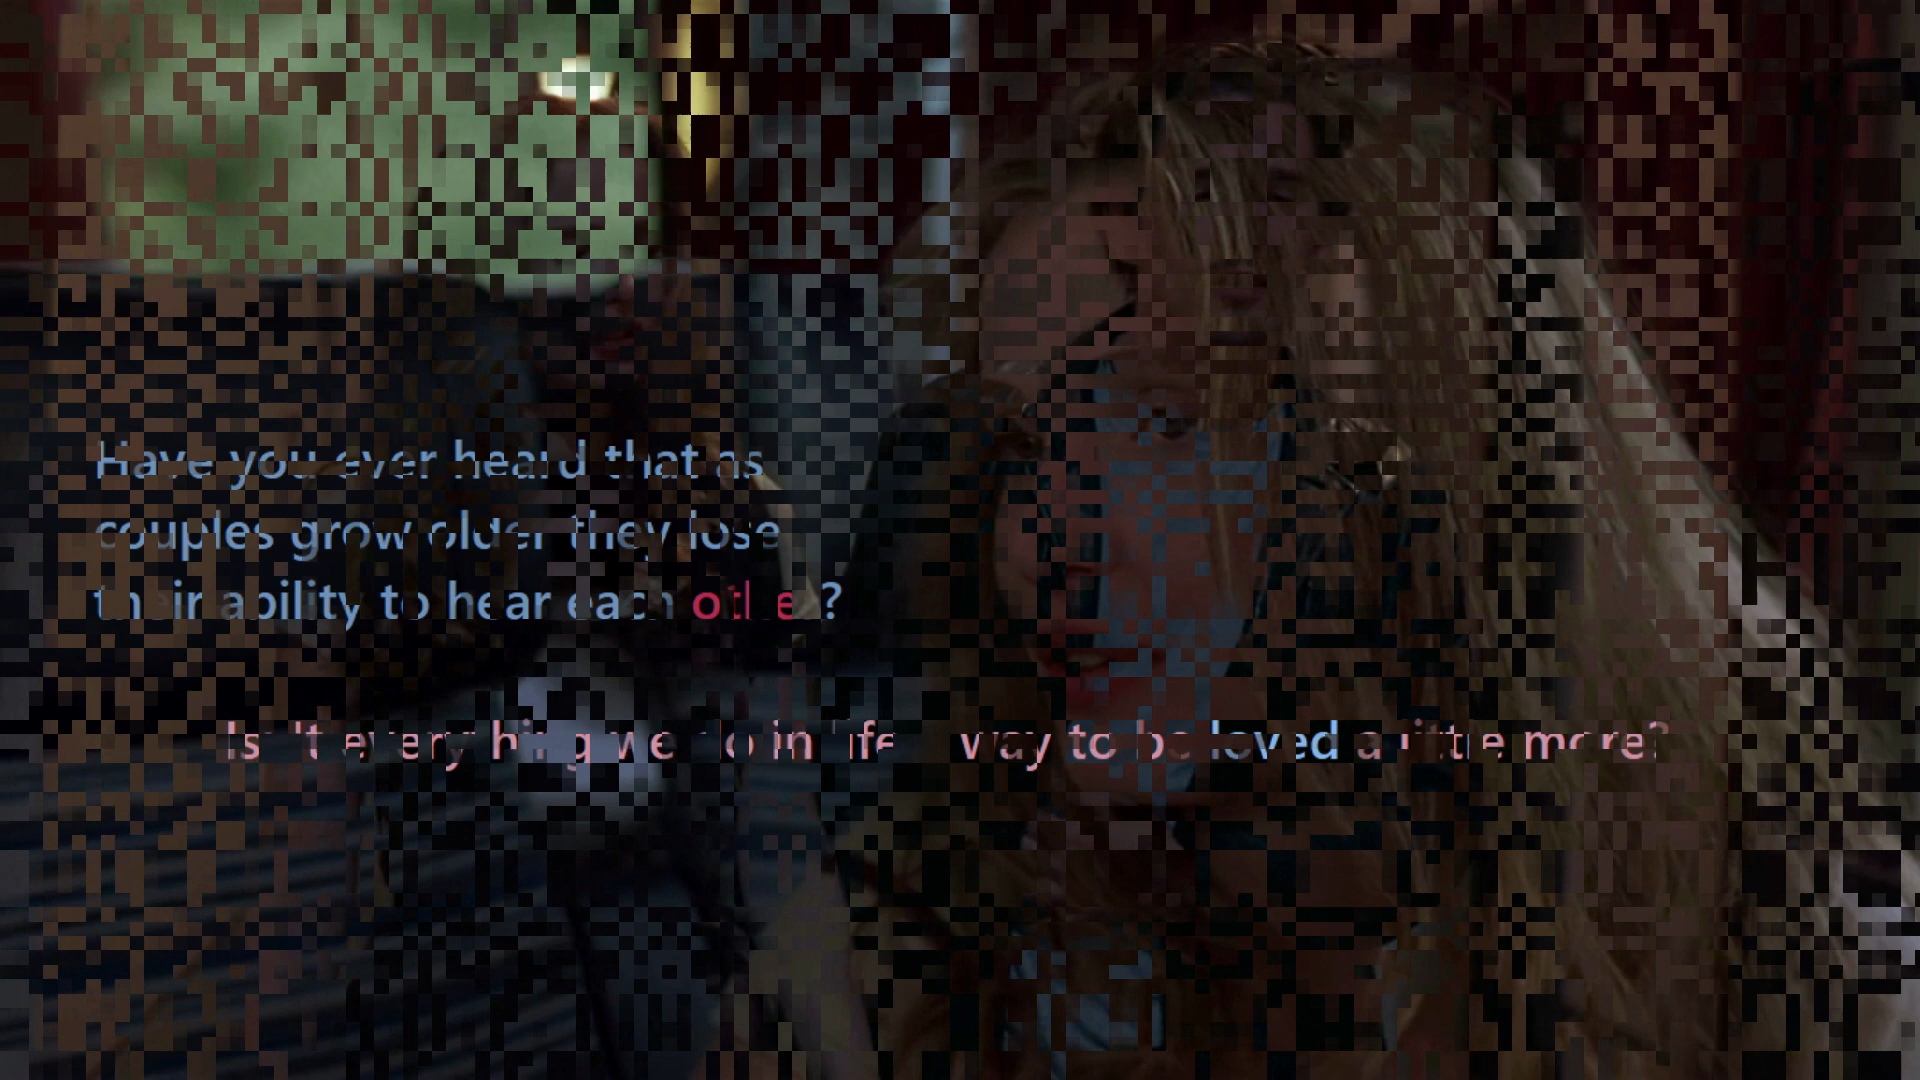 Have you ever heard that as
couples grow older they lose
their ability to hear each other?
Isn't everything we do in life a way to be loved a little more?